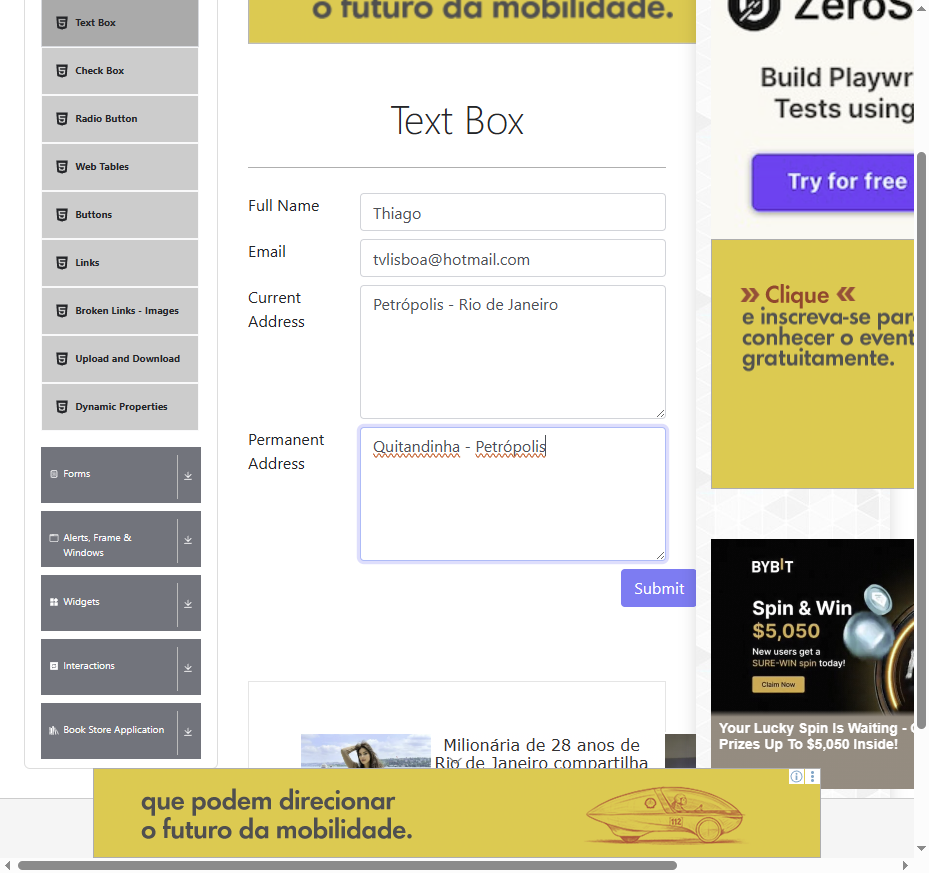 Text Box
Check Box
Radio Button
Web Tables
Buttons
Links
Broken Links - Images
Upload and Download
Dynamic Properties
Forms
Alerts, Frame &
Windows
Widgets
Interactions
Book Store Application
o futuro da mobilidade.
Text Box
Full Name
Thiago
Email
tvlisboa@hotmail.com
Current
Address
Petrópolis - Rio de Janeiro
Permanent
Address
Quitandinha - Petrópolis
Submit
Milionária de 28 anos de
Rio de Janeiro compartilha
ZeroS
Build Playwr
Tests using
Try for free
» Clique «
e inscreva-se par
conhecer o event
gratuitamente.
BYBIT
Spin & Win
$5,050
New users get a
SURE-WIN spin today!
Claim Now
Your Lucky Spin Is Waiting -
Prizes Up To $5,050 Inside!
que podem direcionar
o futuro da mobilidade.
112